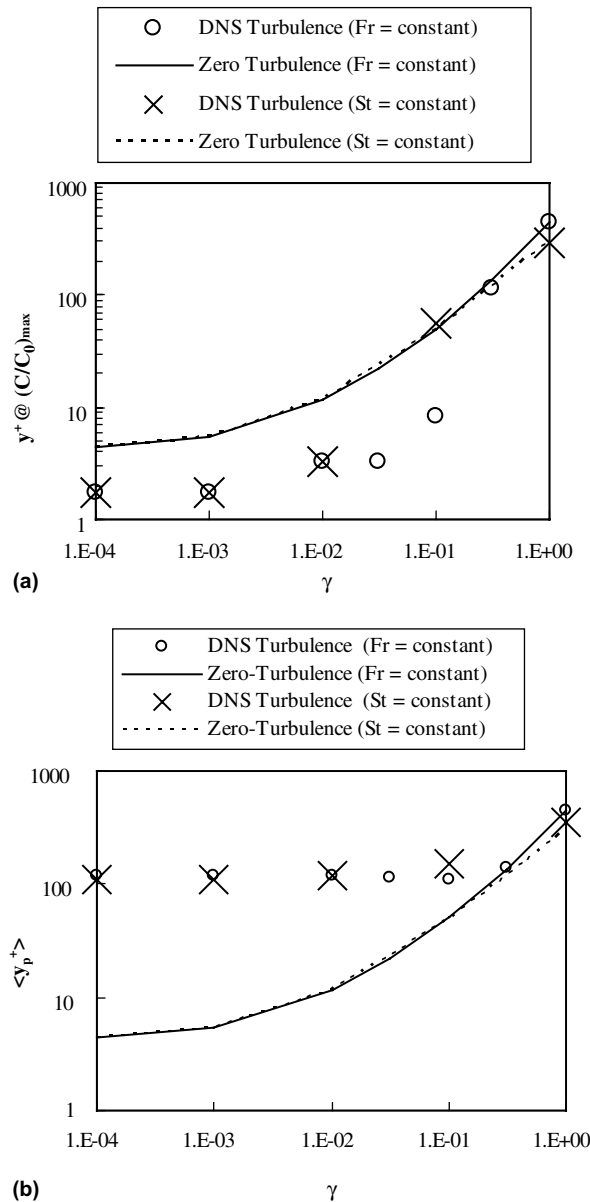 DNS Turbulence (Fr = constant)
Zero Turbulence (Fr = constant)
DNS Turbulence (St = constant)
Zero Turbulence (St = constant)
1000
100
10
1
y⁺ @ (C/C₀)max
1.E-04 1.E-03 1.E-02 1.E-01 1.E+00
γ
(a)
DNS Turbulence (Fr = constant)
Zero-Turbulence (Fr = constant)
DNS Turbulence (St = constant)
Zero-Turbulence (St = constant)
1000
100
10
1
<yₚ⁺>
1.E-04 1.E-03 1.E-02 1.E-01 1.E+00
γ
(b)